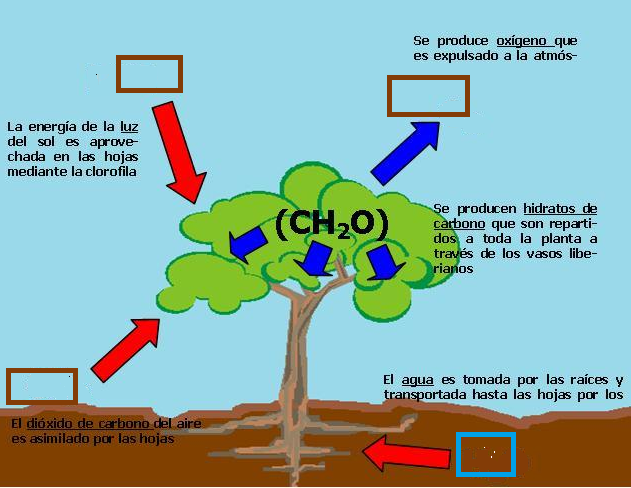 Se produce oxígeno que
es expulsado a la atmós-
La energía de la luz
del sol es aprove-
chada en las hojas
mediante la clorofila
(CH₂O)
Se producen hidratos de
carbono que son reparti-
dos a toda la planta a
través de los vasos libe-
rianos
El agua es tomada por las raíces y
transportada hasta las hojas por los
El dióxido de carbono del aire
es asimilado por las hojas